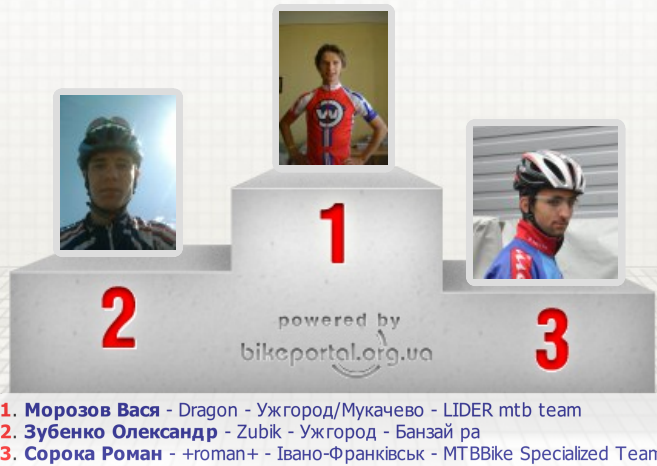 1
2
3
powered by
bikeportal.org.ua
1. Морозов Вася - Dragon - Ужгород/Мукачево - LIDER mtb team
2. Зубенко Олександр - Zubik - Ужгород - Банзай ра
3. Сорока Роман - +roman+ - Івано-Франківськ - MTBBike Specialized Team